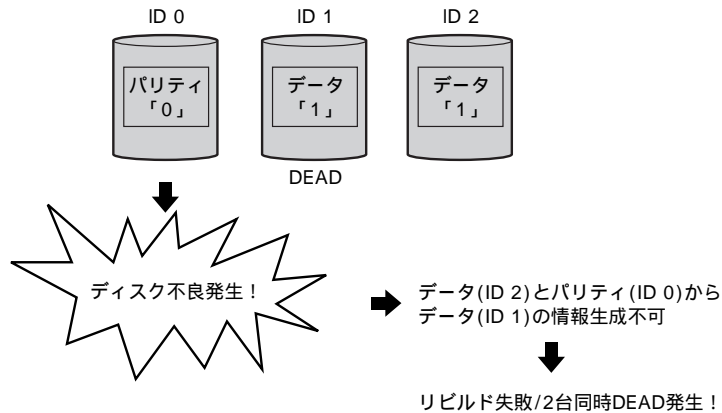 ID 0
ID 1
ID 2
パリティ
「0」
データ
「1」
データ
「1」
DEAD
ディスク不良発生！
データ(ID 2)とパリティ(ID 0)から
データ(ID 1)の情報生成不可
リビルド失敗/2台同時DEAD発生！